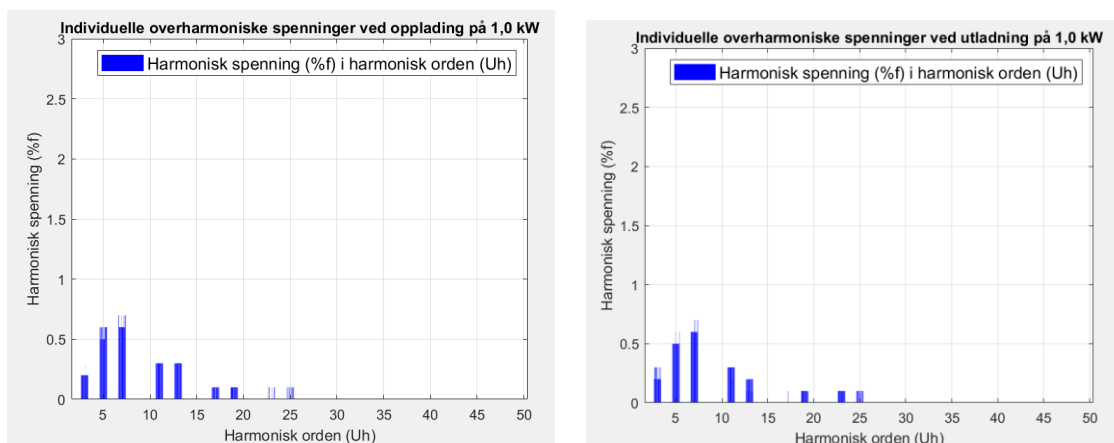 Individuelle overharmoniske spenninger ved opplading på 1,0 kW
Harmonisk spenning (%f) i harmonisk orden (Uh)
Harmonisk spenning (%f)
3
2.5
2
1.5
1
0.5
0
5 10 15 20 25 30 35 40 45 50
Harmonisk orden (Uh)
Individuelle overharmoniske spenninger ved utladning på 1,0 kW
Harmonisk spenning (%f) i harmonisk orden (Uh)
Harmonisk spenning (%f)
3
2.5
2
1.5
1
0.5
0
5 10 15 20 25 30 35 40 45 50
Harmonisk orden (Uh)